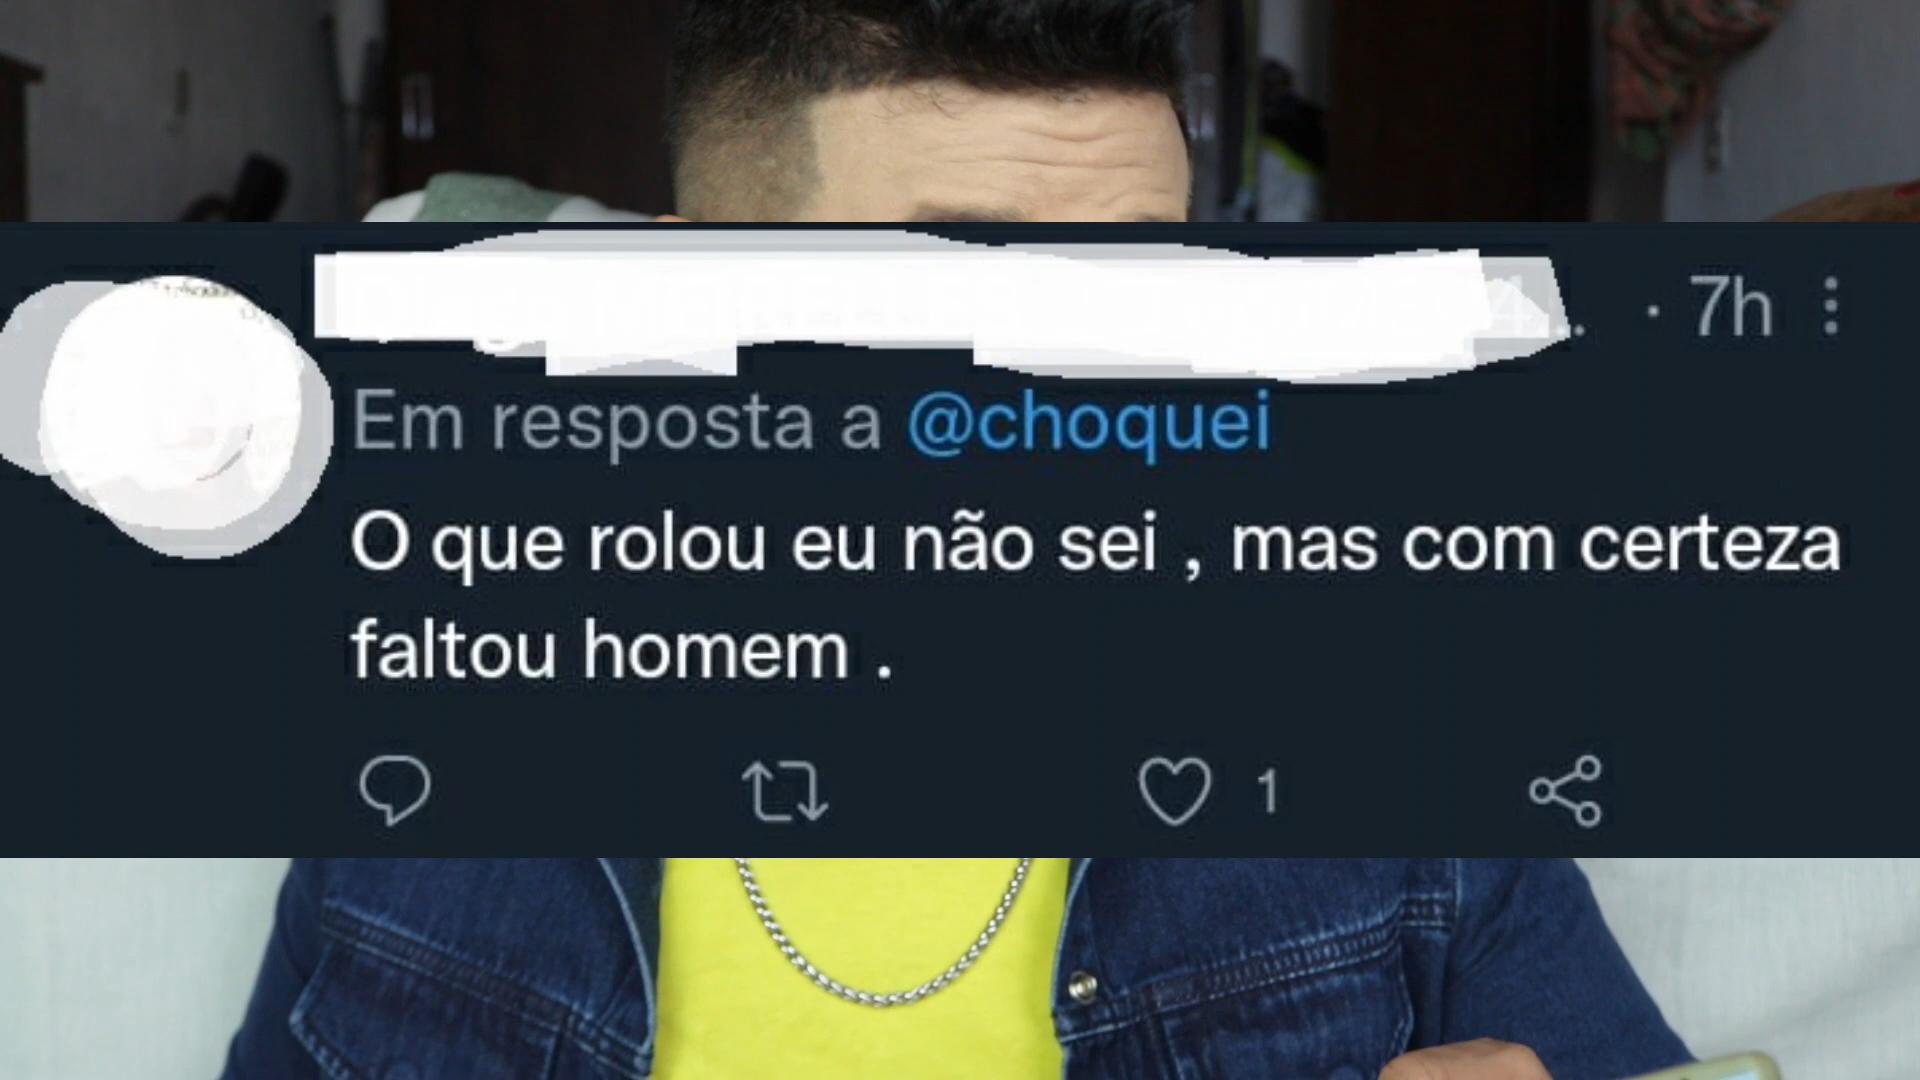 · 7h
Em resposta a @choquei
O que rolou eu não sei , mas com certeza
faltou homem .
1